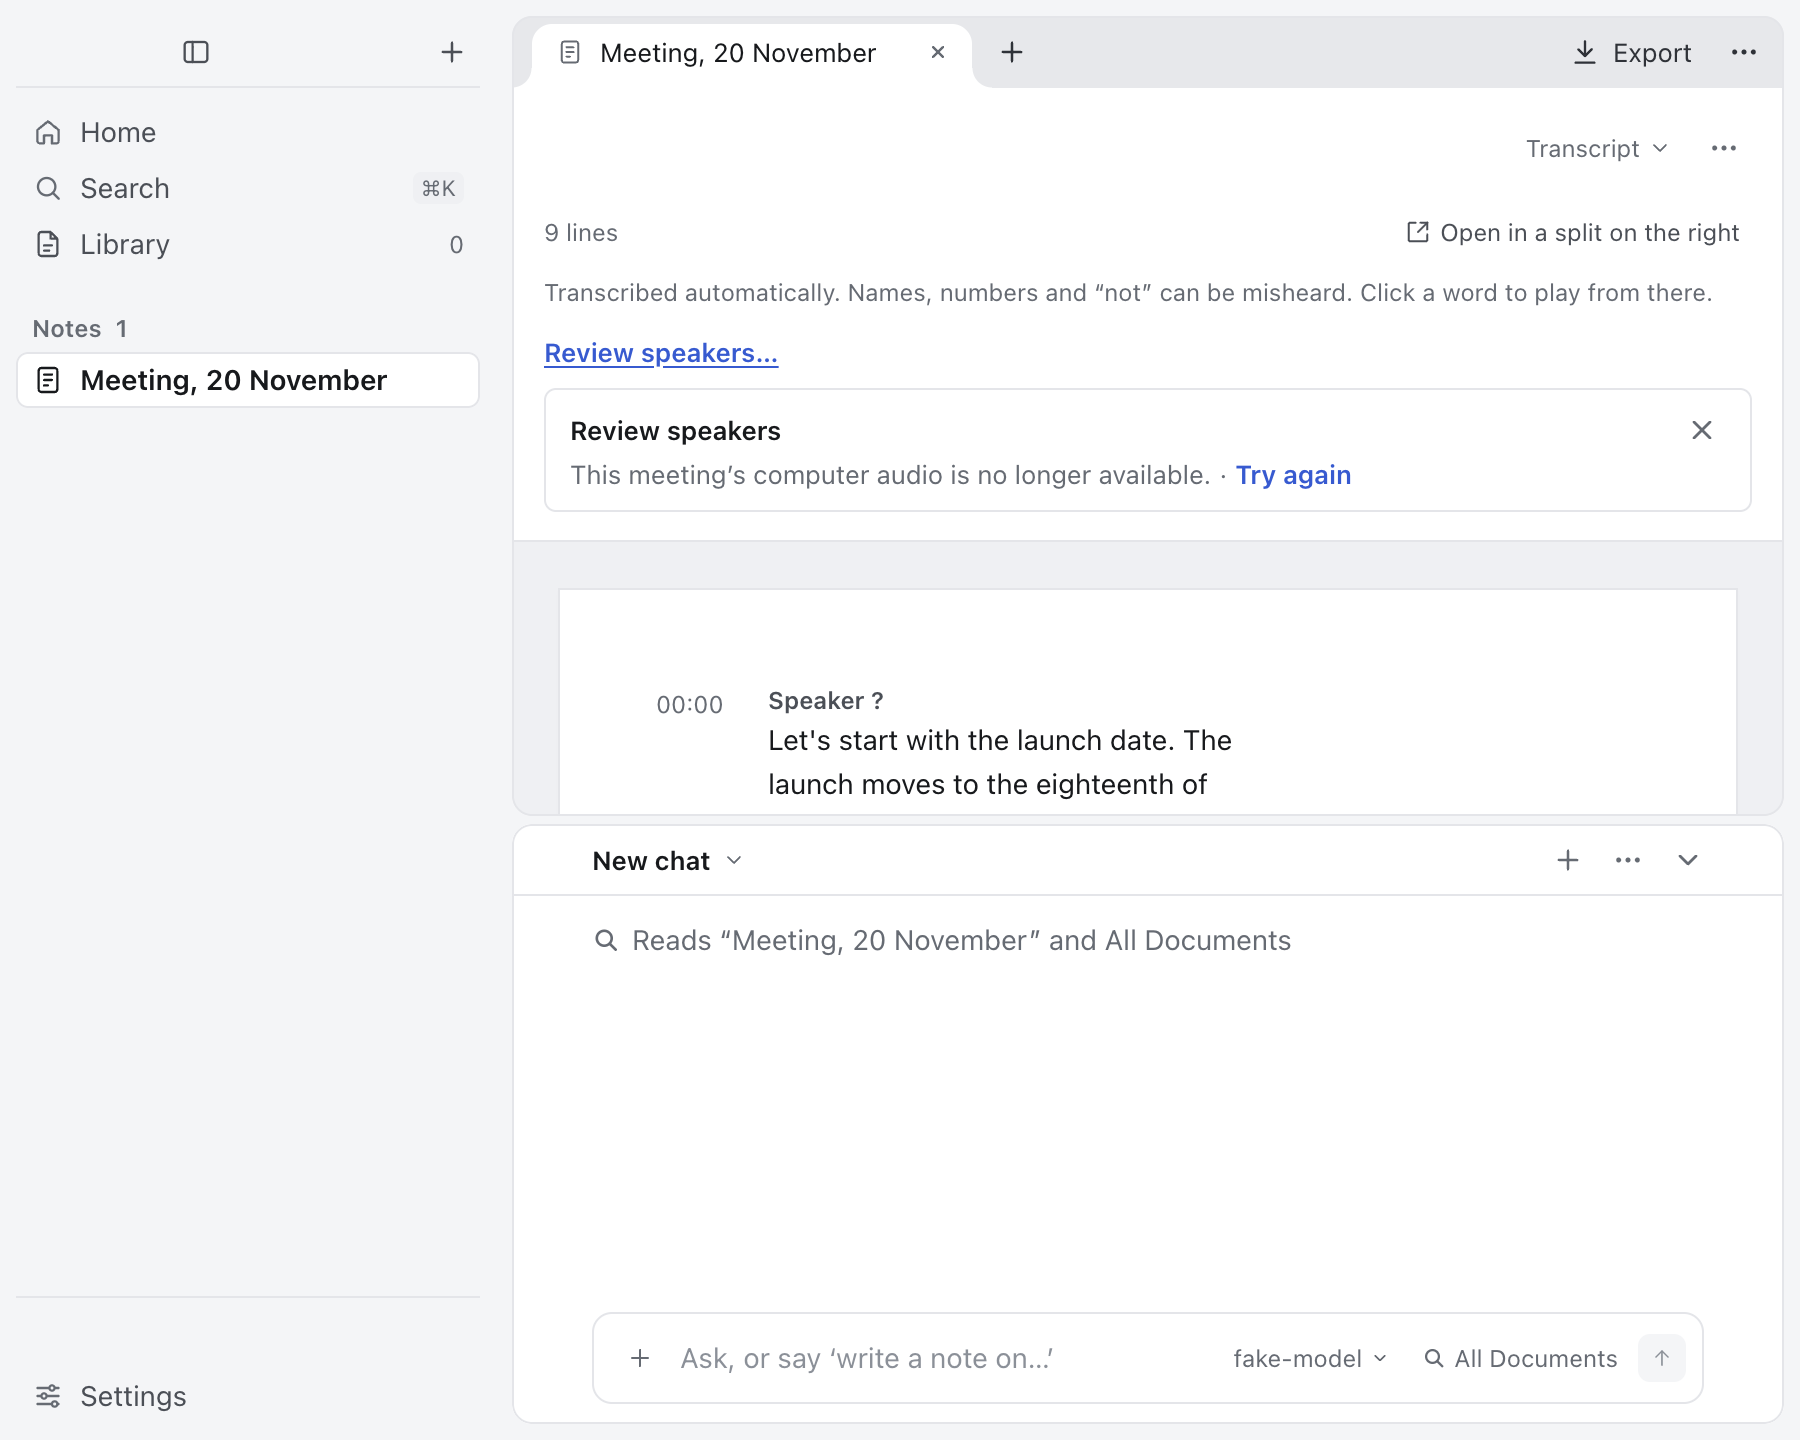 Meeting, 20 November
Export
Home
Search ⌘K
Library 0
Notes 1
Meeting, 20 November
Settings
Transcript
9 lines
Open in a split on the right
Transcribed automatically. Names, numbers and “not” can be misheard. Click a word to play from there.
Review speakers...
Review speakers
This meeting’s computer audio is no longer available. · Try again
00:00 Speaker ?
Let's start with the launch date. The
launch moves to the eighteenth of
New chat
Reads “Meeting, 20 November” and All Documents
Ask, or say ‘write a note on...’
fake-model
All Documents